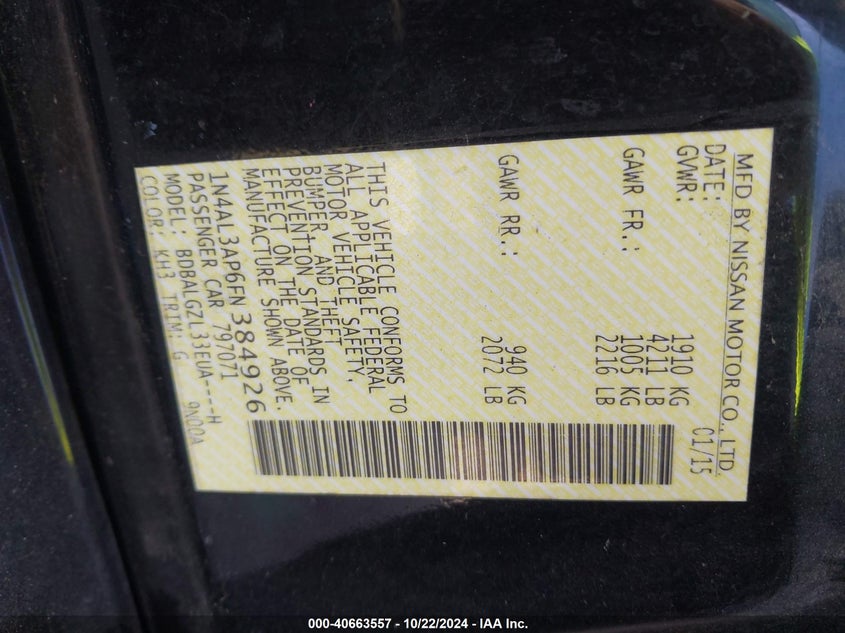 MFD BY NISSAN MOTOR CO., LTD.
DATE: 01/15
GVWR: 1910 KG
4211 LB
GAWR FR.: 1005 KG
2216 LB
GAWR RR.: 940 KG
2072 LB
THIS VEHICLE CONFORMS TO
ALL APPLICABLE FEDERAL
MOTOR VEHICLE SAFETY,
BUMPER AND THEFT
PREVENTION STANDARDS IN
EFFECT ON THE DATE OF
MANUFACTURE SHOWN ABOVE.
1N4AL3AP6FN384926
PASSENGER CAR 797071
MODEL: BDBALGZL33EUA----H
COLOR: KH3 TRIM: G 9N00A
000-40663557 - 10/22/2024 - IAA Inc.